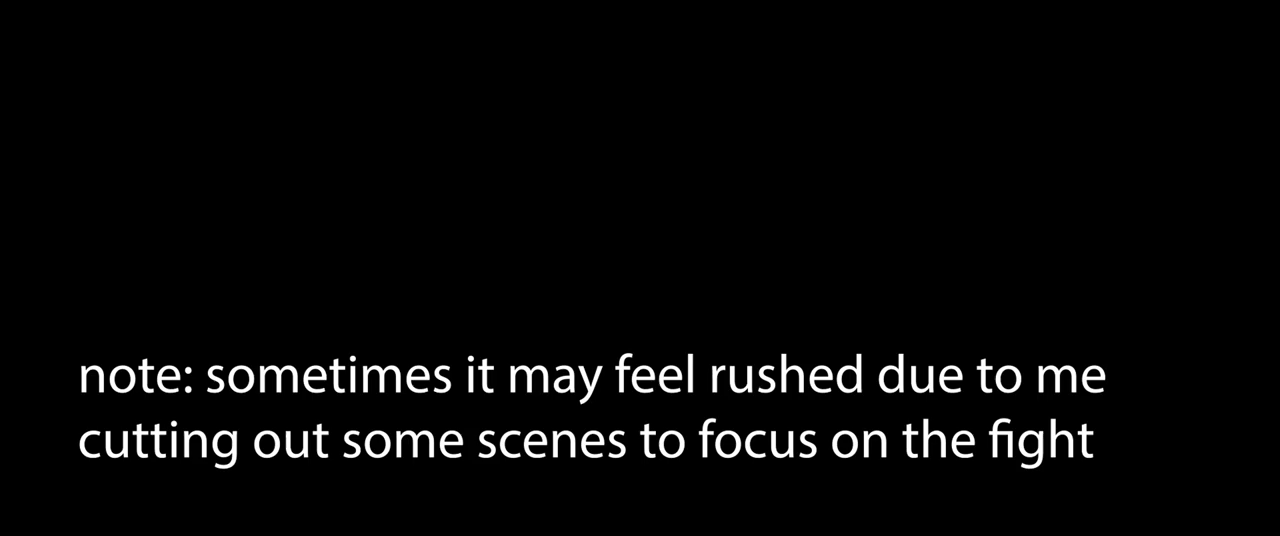 note: sometimes it may feel rushed due to me
cutting out some scenes to focus on the fight